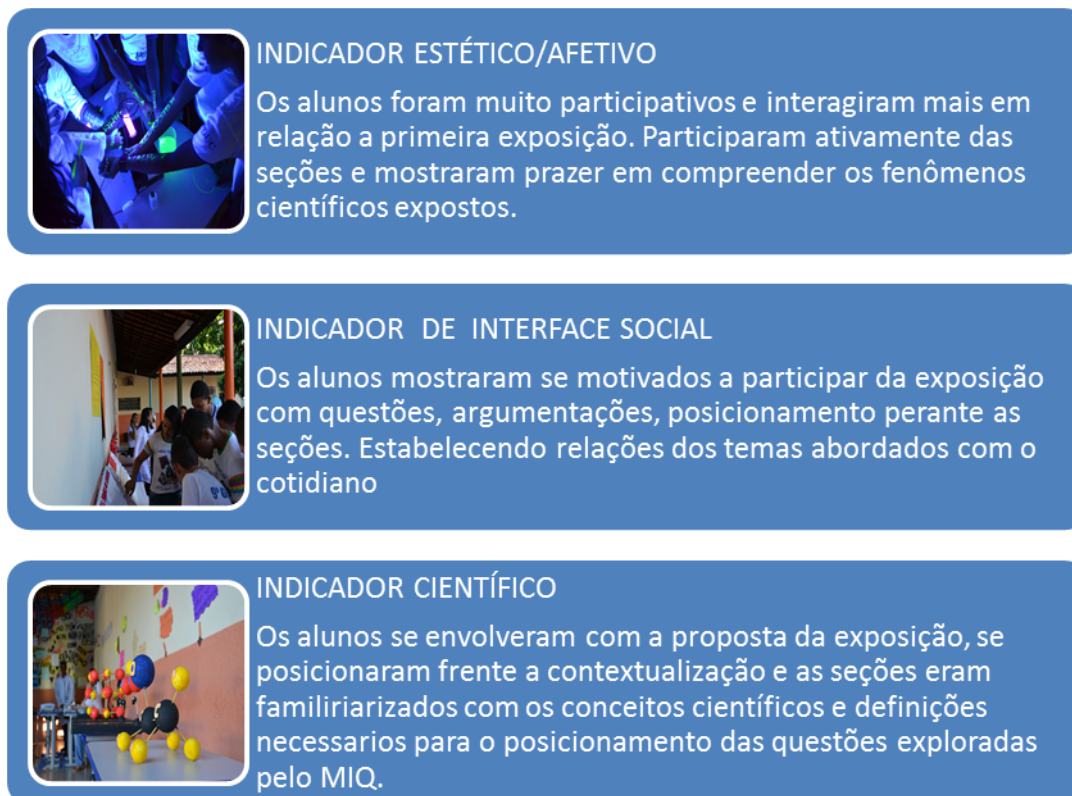 INDICADOR ESTÉTICO/AFETIVO
Os alunos foram muito participativos e interagiram mais em
relação a primeira exposição. Participaram ativamente das
seções e mostraram prazer em compreender os fenômenos
científicos expostos.
INDICADOR DE INTERFACE SOCIAL
Os alunos mostraram se motivados a participar da exposição
com questões, argumentações, posicionamento perante as
seções. Estabelecendo relações dos temas abordados com o
cotidiano
INDICADOR CIENTÍFICO
Os alunos se envolveram com a proposta da exposição, se
posicionaram frente a contextualização e as seções eram
familiriarizados com os conceitos científicos e definições
necessarios para o posicionamento das questões exploradas
pelo MIQ.